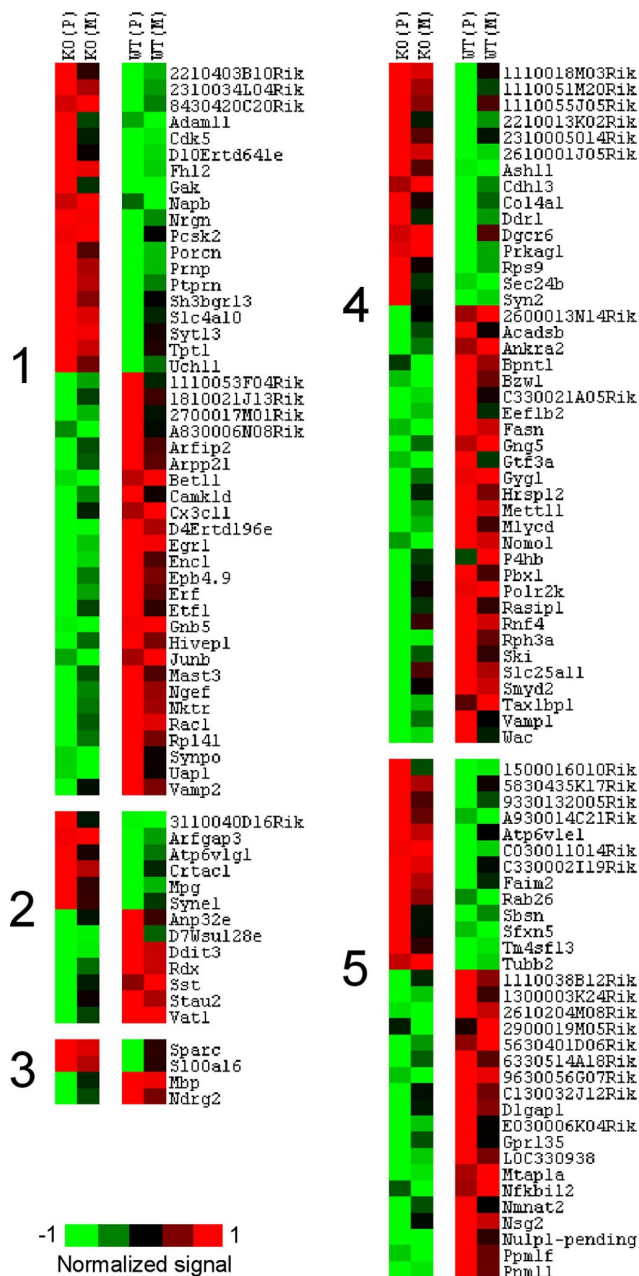 KO(P) KO(M) WT(P) WT(M)
1
2210403B10Rik
2310034L04Rik
8430420C20Rik
Adam11
Cdk5
D10Ertd641e
Fhl2
Gak
Napb
Nrgn
Pcsk2
Porcn
Prnp
Ptprn
Sh3bgrl3
Slc4a10
Syt13
Tpt1
Uchl1
1110053F04Rik
1810021J13Rik
2700017M01Rik
A830006N08Rik
Arfip2
Arpp21
Bet1l
Camk1d
Cx3cl1
D4Ertd196e
Egr1
Enc1
Epb4.9
Erf
Etf1
Gnb5
Hivep1
Junb
Mast3
Ngef
Nktr
Rac1
Rpl41
Synpo
Uap1
Vamp2
2
3110040D16Rik
Arfgap3
Atp6v1g1
Crtac1
Mpg
Syne1
Anp32e
D7Wsu128e
Ddit3
Rdx
Sst
Stau2
Vat1
3
Sparc
S100a16
Mbp
Ndrg2
-1 1
Normalized signal
KO(P) KO(M) WT(P) WT(M)
4
1110018M03Rik
1110051M20Rik
1110055J05Rik
2210013K02Rik
2310005O14Rik
2610001J05Rik
Ash1l
Cdh13
Col4a1
Ddr1
Dgcr6
Prkag1
Rps9
Sec24b
Syn2
2600013N14Rik
Acadsb
Ankra2
Bpnt1
Bzw1
C330021A05Rik
Eef1b2
Fasn
Gng5
Gtf3a
Gyg1
Hrsp12
Mett11
Mlycd
Nomo1
P4hb
Pbx1
Polr2k
Rasip1
Rnf4
Rph3a
Ski
Slc25a11
Smyd2
Tax1bp1
Vamp1
Wac
5
1500016O10Rik
5830435K17Rik
9330132O05Rik
A930014C21Rik
Atp6v1e1
C030011O14Rik
C330002I19Rik
Faim2
Rab26
Sbsn
Sfxn5
Tm4sf13
Tubb2
1110038B12Rik
1300003K24Rik
2610204M08Rik
2900019M05Rik
5630401D06Rik
6330514A18Rik
9630056G07Rik
C130032J12Rik
Dlgap1
E030006K04Rik
Gpr135
LOC330938
Mtap1a
Nfkbil2
Nmnat2
Nsg2
Nulp1-pending
Ppm1f
Pnml1